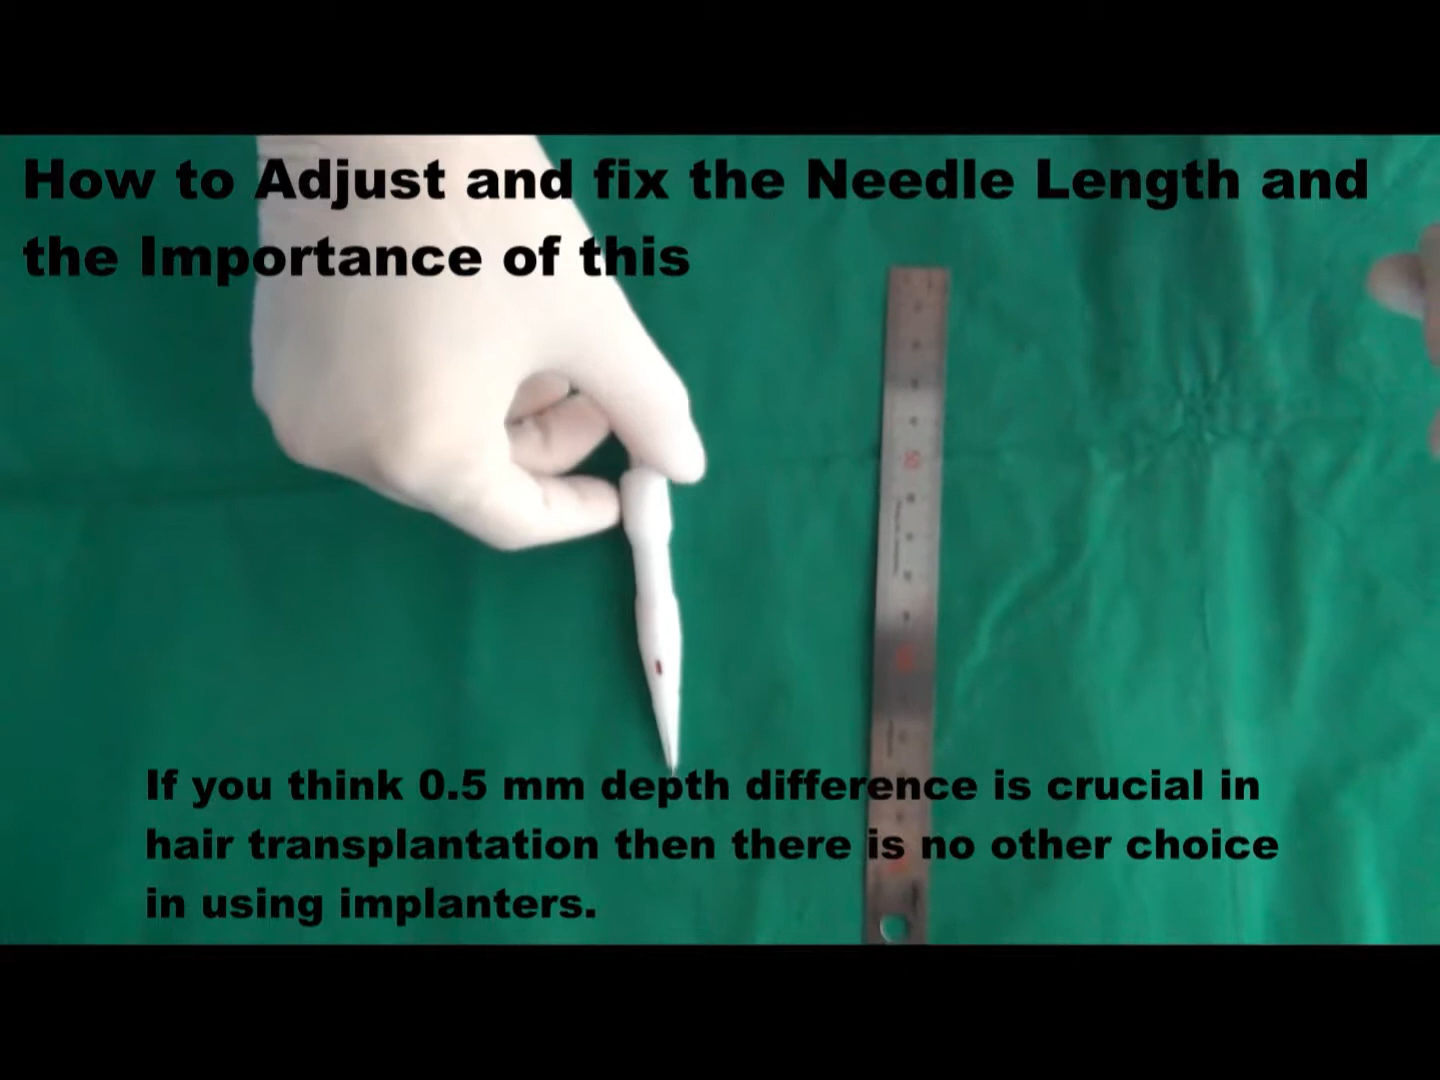 How to Adjust and fix the Needle Length and
the Importance of this
If you think 0.5 mm depth difference is crucial in
hair transplantation then there is no other choice
in using implanters.